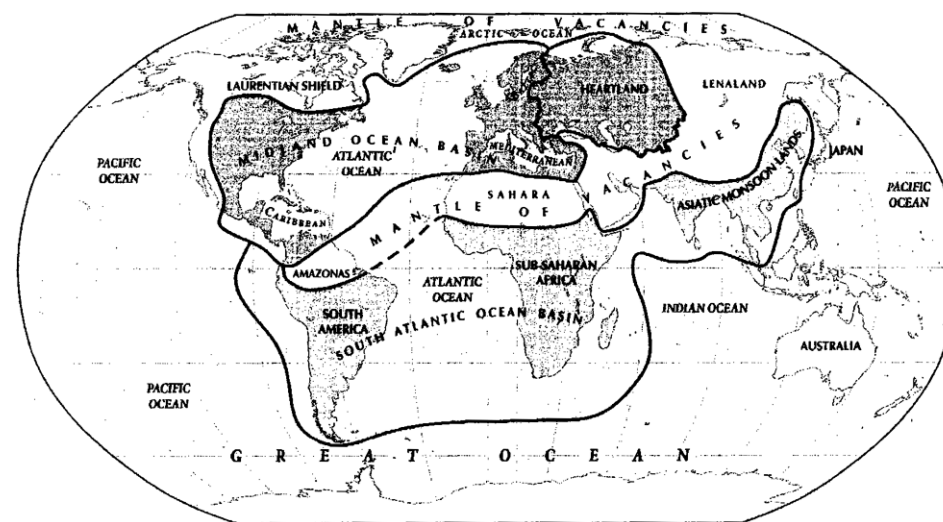 MANTLE OF VACANCIES
ARCTIC OCEAN
LAURENTIAN SHIELD
HEARTLAND
LENALAND
MIDLAND OCEAN BASIN
ATLANTIC
OCEAN
MEDITERRANEAN
PACIFIC
OCEAN
JAPAN
ASIATIC MONSOON LANDS
PACIFIC
OCEAN
SAHARA
MANTLE OF VACANCIES
CARIBBEAN
AMAZONAS
SUB-SAHARAN
AFRICA
ATLANTIC
OCEAN
SOUTH
AMERICA
SOUTH ATLANTIC OCEAN BASIN
INDIAN OCEAN
AUSTRALIA
PACIFIC
OCEAN
GREAT OCEAN